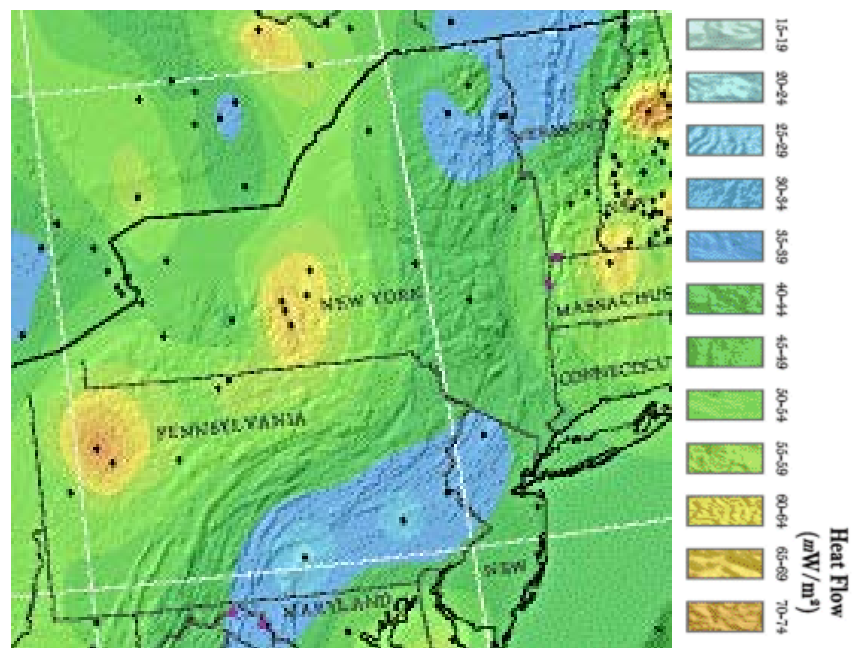 VERMONT
NEW YORK
MASSACHUS
CONNECTICUT
PENNSYLVANIA
NEW
MARYLAND
15-19
20-24
25-29
30-34
35-39
40-44
45-49
50-54
55-59
60-64
65-69
70-74
Heat Flow
(mW/m²)